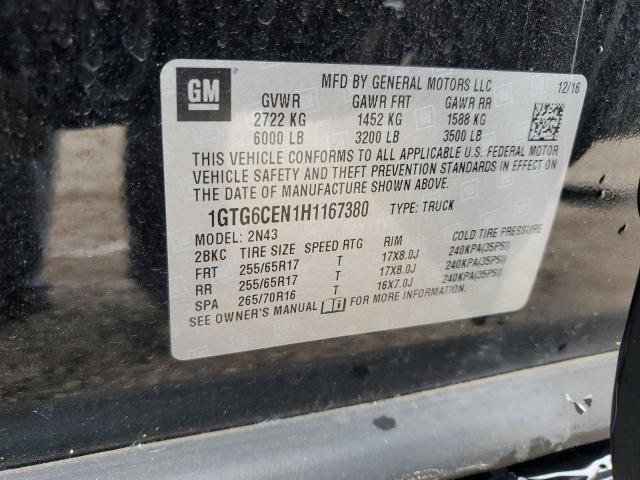 GM
MFD BY GENERAL MOTORS LLC 12/16
GVWR GAWR FRT GAWR RR
2722 KG 1452 KG 1588 KG
6000 LB 3200 LB 3500 LB
THIS VEHICLE CONFORMS TO ALL APPLICABLE U.S. FEDERAL MOTOR
VEHICLE SAFETY AND THEFT PREVENTION STANDARDS IN EFFECT ON
THE DATE OF MANUFACTURE SHOWN ABOVE.
1GTG6CEN1H1167380 TYPE: TRUCK
MODEL: 2N43
2BKC TIRE SIZE SPEED RTG RIM COLD TIRE PRESSURE
FRT 255/65R17 T 17X8.0J 240KPA(35PSI)
RR 255/65R17 T 17X8.0J 240KPA(35PSI)
SPA 265/70R16 T 16X7.0J 240KPA(35PSI)
SEE OWNER'S MANUAL FOR MORE INFORMATION.